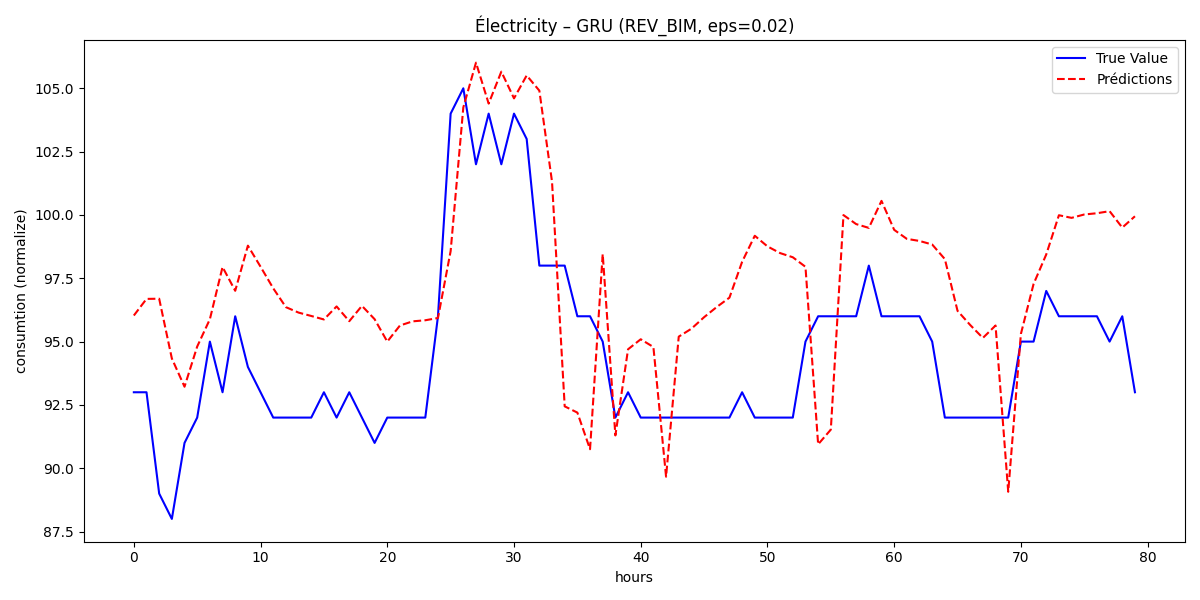 Électricity – GRU (REV_BIM, eps=0.02)
True Value
Prédictions
consumtion (normalize)
105.0
102.5
100.0
97.5
95.0
92.5
90.0
87.5
0 10 20 30 40 50 60 70 80
hours